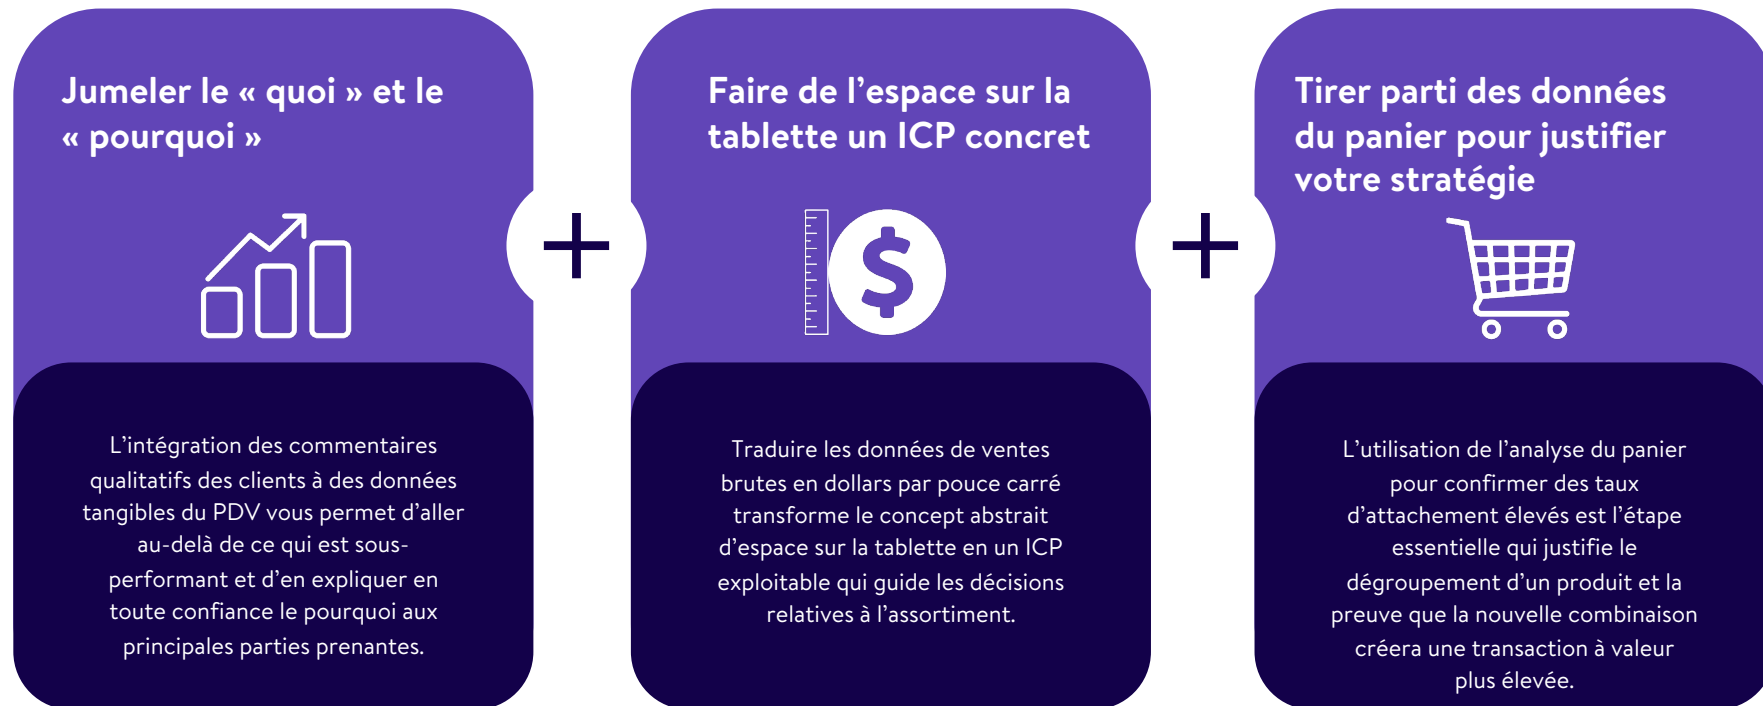 Jumeler le « quoi » et le
« pourquoi »
L'intégration des commentaires
qualitatifs des clients à des données
tangibles du PDV vous permet d'aller
au-delà de ce qui est sous-
performant et d'en expliquer en
toute confiance le pourquoi aux
principales parties prenantes.
+
Faire de l'espace sur la
tablette un ICP concret
$
Traduire les données de ventes
brutes en dollars par pouce carré
transforme le concept abstrait
d'espace sur la tablette en un ICP
exploitable qui guide les décisions
relatives à l'assortiment.
+
Tirer parti des données
du panier pour justifier
votre stratégie
L'utilisation de l'analyse du panier
pour confirmer des taux
d'attachement élevés est l'étape
essentielle qui justifie le
dégroupement d'un produit et la
preuve que la nouvelle combinaison
créera une transaction à valeur
plus élevée.